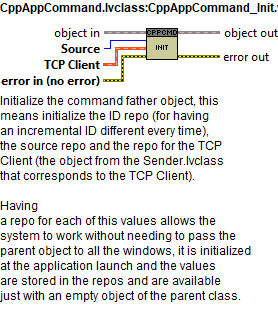 CppAppCommand.lvclass:CppAppCommand_Init.
object in
CPPCMD
object out
Source
INIT
TCP Client
error out
error in (no error)
Initialize the command father object, this
means initialize the ID repo (for having
an incremental ID different every time),
the source repo and the repo for the TCP
Client (the object from the Sender.lvclass
that corresponds to the TCP Client).
Having
a repo for each of this values allows the
system to work without needing to pass the
parent object to all the windows, it is initialized
at the application launch and the values
are stored in the repos and are available
just with an empty object of the parent class.